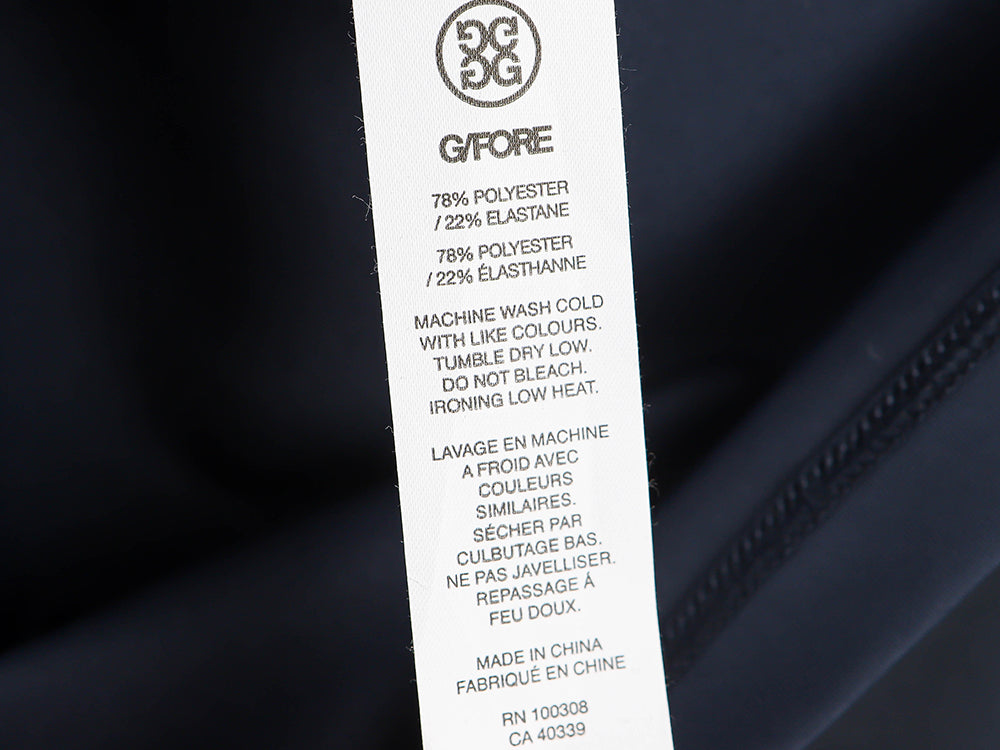 G/FORE
78% POLYESTER
/ 22% ELASTANE
78% POLYESTER
/ 22% ÉLASTHANNE
MACHINE WASH COLD
WITH LIKE COLOURS.
TUMBLE DRY LOW.
DO NOT BLEACH.
IRONING LOW HEAT.
LAVAGE EN MACHINE
A FROID AVEC
COULEURS
SIMILAIRES.
SÉCHER PAR
CULBUTAGE BAS.
NE PAS JAVELLISER.
REPASSAGE Á
FEU DOUX.
MADE IN CHINA
FABRIQUÉ EN CHINE
RN 100308
CA 40339